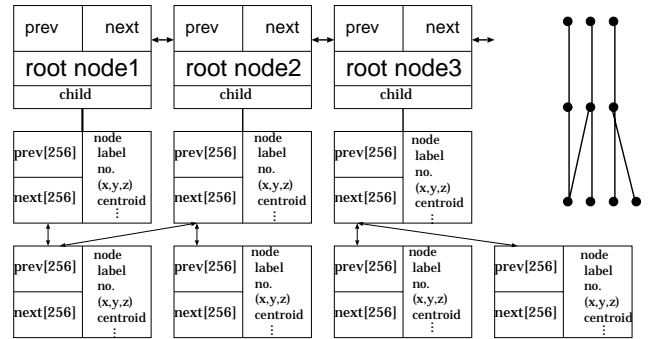 prev next
root node1
child
prev next
root node2
child
prev next
root node3
child
prev[256]
next[256]
node
label
no.
(x,y,z)
centroid
⋮
prev[256]
next[256]
node
label
no.
(x,y,z)
centroid
⋮
prev[256]
next[256]
node
label
no.
(x,y,z)
centroid
⋮
prev[256]
next[256]
node
label
no.
(x,y,z)
centroid
⋮
prev[256]
next[256]
node
label
no.
(x,y,z)
centroid
⋮
prev[256]
next[256]
node
label
no.
(x,y,z)
centroid
⋮
prev[256]
next[256]
node
label
no.
(x,y,z)
centroid
⋮